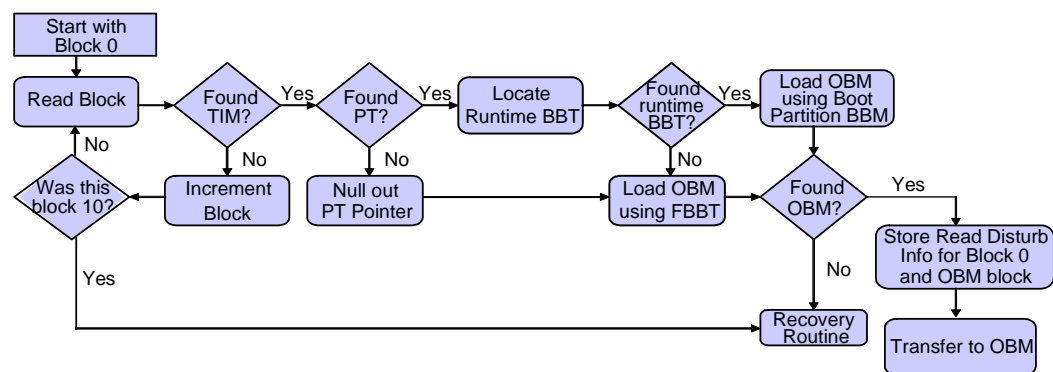 Start with
Block 0
Read Block
Found
TIM?
Yes
Found
PT?
Yes
Locate
Runtime BBT
Found
runtime
BBT?
Yes
Load OBM
using Boot
Partition BBM
No
Was this
block 10?
Increment
Block
No
Null out
PT Pointer
No
Load OBM
using FBBT
No
Found
OBM?
Yes
Store Read Disturb
Info for Block 0
and OBM block
Yes
No
Recovery
Routine
Transfer to OBM